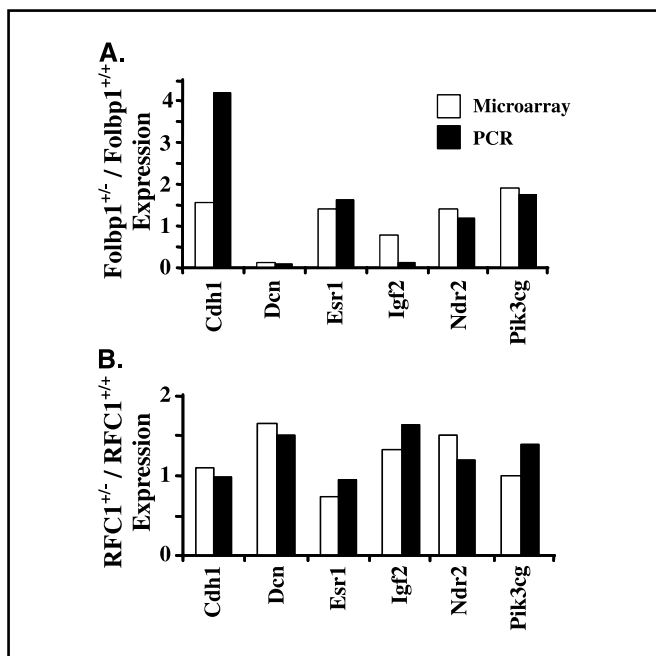 A.
Folbp1+/- / Folbp1+/+
Expression
4
3
2
1
0
Microarray
PCR
Cdh1
Dcn
Esr1
Igf2
Ndr2
Pik3cg
B.
RFC1+/- / RFC1+/+
Expression
2
1
0
Cdh1
Dcn
Esr1
Igf2
Ndr2
Pik3cg